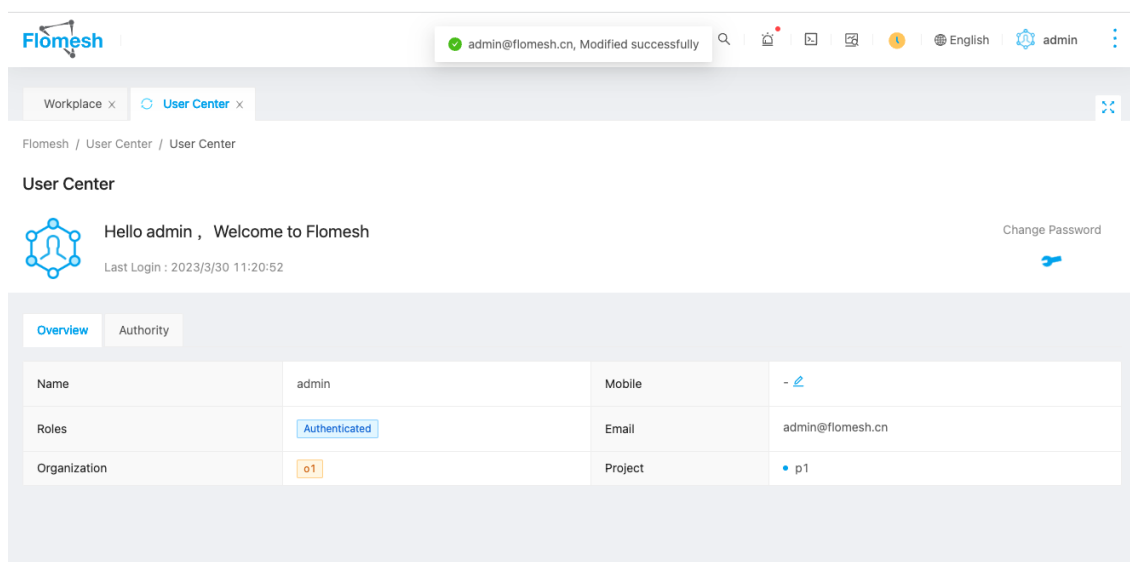 Flomesh
admin@flomesh.cn, Modified successfully
English
admin
Workplace x
User Center x
Flomesh / User Center / User Center
User Center
Hello admin ， Welcome to Flomesh
Change Password
Last Login : 2023/3/30 11:20:52
Overview Authority
Name admin Mobile -
Roles Authenticated Email admin@flomesh.cn
Organization o1 Project p1